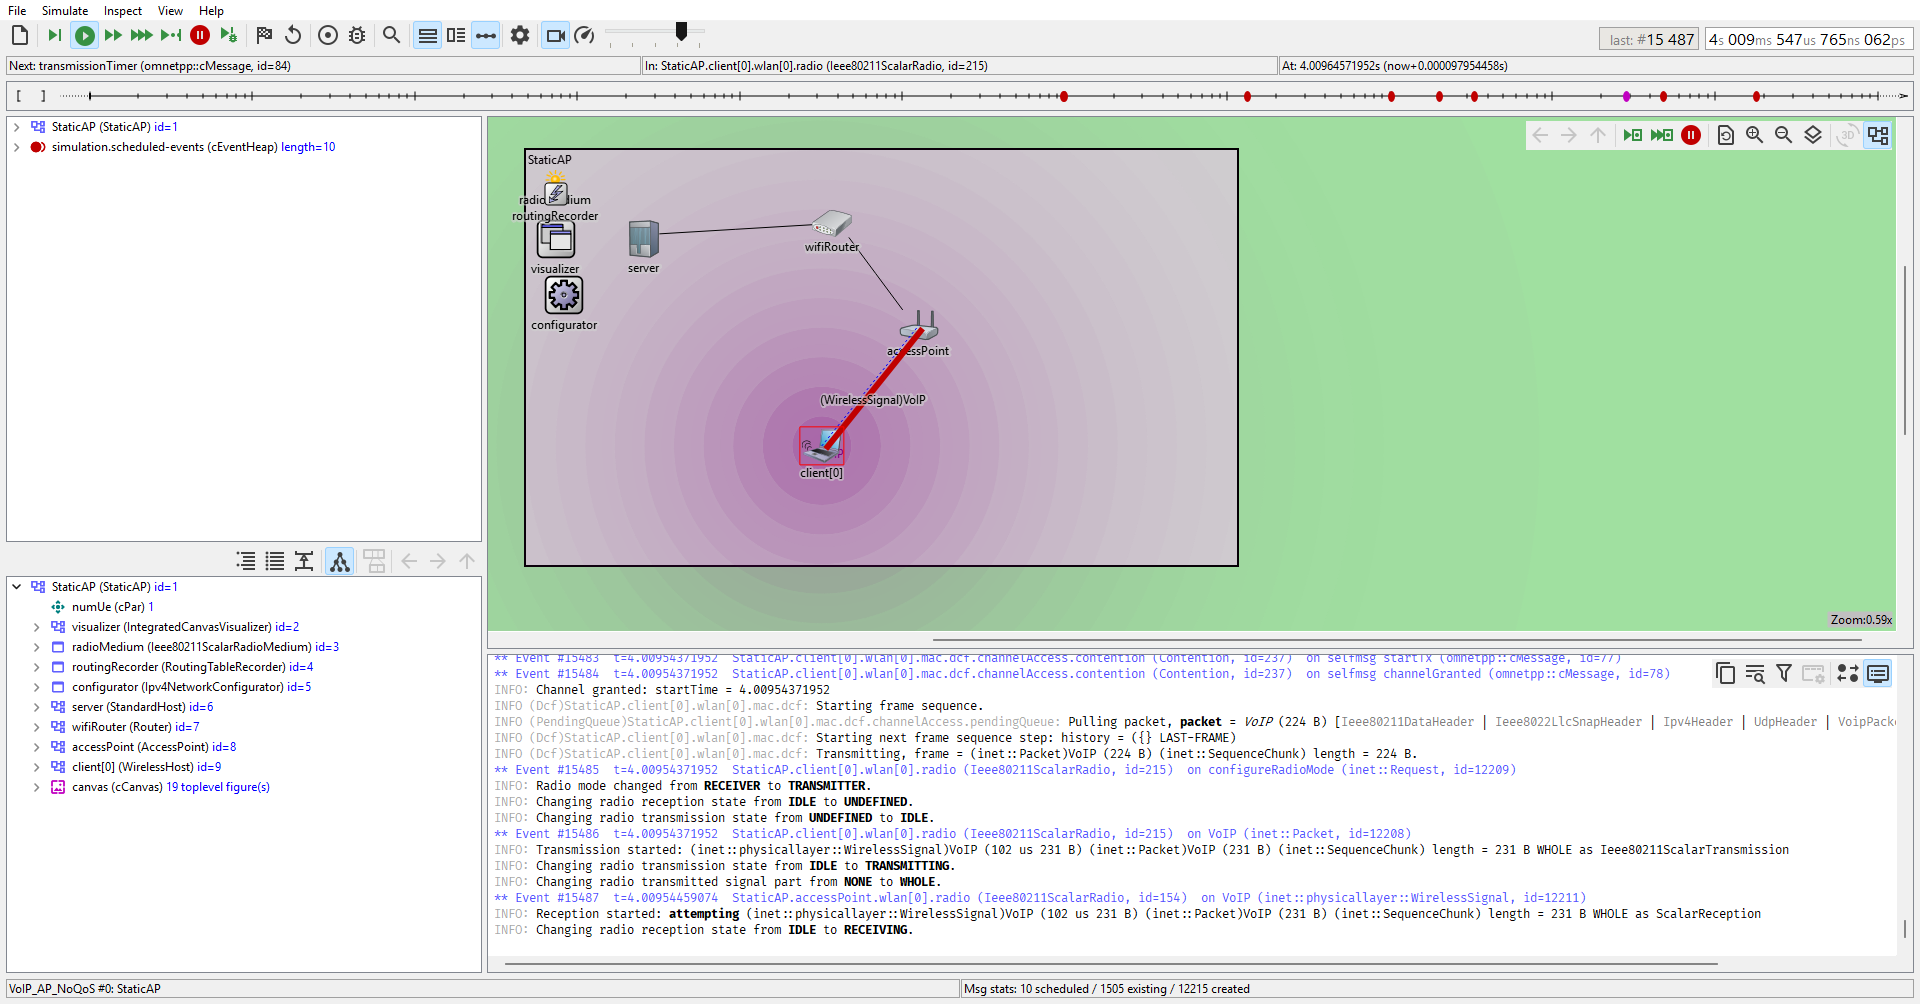 File Simulate Inspect View Help
last: #15 487 4s 009ms 547us 765ns 062ps
Next: transmissionTimer (omnetpp::cMessage, id=84) In: StaticAP.client[0].wlan[0].radio (Ieee80211ScalarRadio, id=215) At: 4.00964571952s (now+0.000097954458s)
[ ]
StaticAP (StaticAP) id=1
simulation.scheduled-events (cEventHeap) length=10
3D
StaticAP
routingRecorder
visualizer
configurator
server
wifiRouter
accessPoint
(WirelessSignal)VoIP
client[0]
Zoom:0.59x
StaticAP (StaticAP) id=1
numUe (cPar) 1
visualizer (IntegratedCanvasVisualizer) id=2
radioMedium (Ieee80211ScalarRadioMedium) id=3
routingRecorder (RoutingTableRecorder) id=4
configurator (Ipv4NetworkConfigurator) id=5
server (StandardHost) id=6
wifiRouter (Router) id=7
accessPoint (AccessPoint) id=8
client[0] (WirelessHost) id=9
canvas (cCanvas) 19 toplevel figure(s)
** Event #15483 t=4.00954371952 StaticAP.client[0].wlan[0].mac.dcf.channelAccess.contention (Contention, id=237) on selfmsg startTx (omnetpp::cMessage, id=77)
** Event #15484 t=4.00954371952 StaticAP.client[0].wlan[0].mac.dcf.channelAccess.contention (Contention, id=237) on selfmsg channelGranted (omnetpp::cMessage, id=78)
INFO: Channel granted: startTime = 4.00954371952
INFO (Dcf)StaticAP.client[0].wlan[0].mac.dcf: Starting frame sequence.
INFO (PendingQueue)StaticAP.client[0].wlan[0].mac.dcf.channelAccess.pendingQueue: Pulling packet, packet = VoIP (224 B) [Ieee80211DataHeader | Ieee8022LlcSnapHeader | Ipv4Header | UdpHeader | VoipPacke
INFO (Dcf)StaticAP.client[0].wlan[0].mac.dcf: Starting next frame sequence step: history = ({} LAST-FRAME)
INFO (Dcf)StaticAP.client[0].wlan[0].mac.dcf: Transmitting, frame = (inet::Packet)VoIP (224 B) (inet::SequenceChunk) length = 224 B.
** Event #15485 t=4.00954371952 StaticAP.client[0].wlan[0].radio (Ieee80211ScalarRadio, id=215) on configureRadioMode (inet::Request, id=12209)
INFO: Radio mode changed from RECEIVER to TRANSMITTER.
INFO: Changing radio reception state from IDLE to UNDEFINED.
INFO: Changing radio transmission state from UNDEFINED to IDLE.
** Event #15486 t=4.00954371952 StaticAP.client[0].wlan[0].radio (Ieee80211ScalarRadio, id=215) on VoIP (inet::Packet, id=12208)
INFO: Transmission started: (inet::physicallayer::WirelessSignal)VoIP (102 us 231 B) (inet::Packet)VoIP (231 B) (inet::SequenceChunk) length = 231 B WHOLE as Ieee80211ScalarTransmission
INFO: Changing radio transmission state from IDLE to TRANSMITTING.
INFO: Changing radio transmitted signal part from NONE to WHOLE.
** Event #15487 t=4.00954459074 StaticAP.accessPoint.wlan[0].radio (Ieee80211ScalarRadio, id=154) on VoIP (inet::physicallayer::WirelessSignal, id=12211)
INFO: Reception started: attempting (inet::physicallayer::WirelessSignal)VoIP (102 us 231 B) (inet::Packet)VoIP (231 B) (inet::SequenceChunk) length = 231 B WHOLE as ScalarReception
INFO: Changing radio reception state from IDLE to RECEIVING.
VoIP_AP_NoQoS #0: StaticAP Msg stats: 10 scheduled / 1505 existing / 12215 created